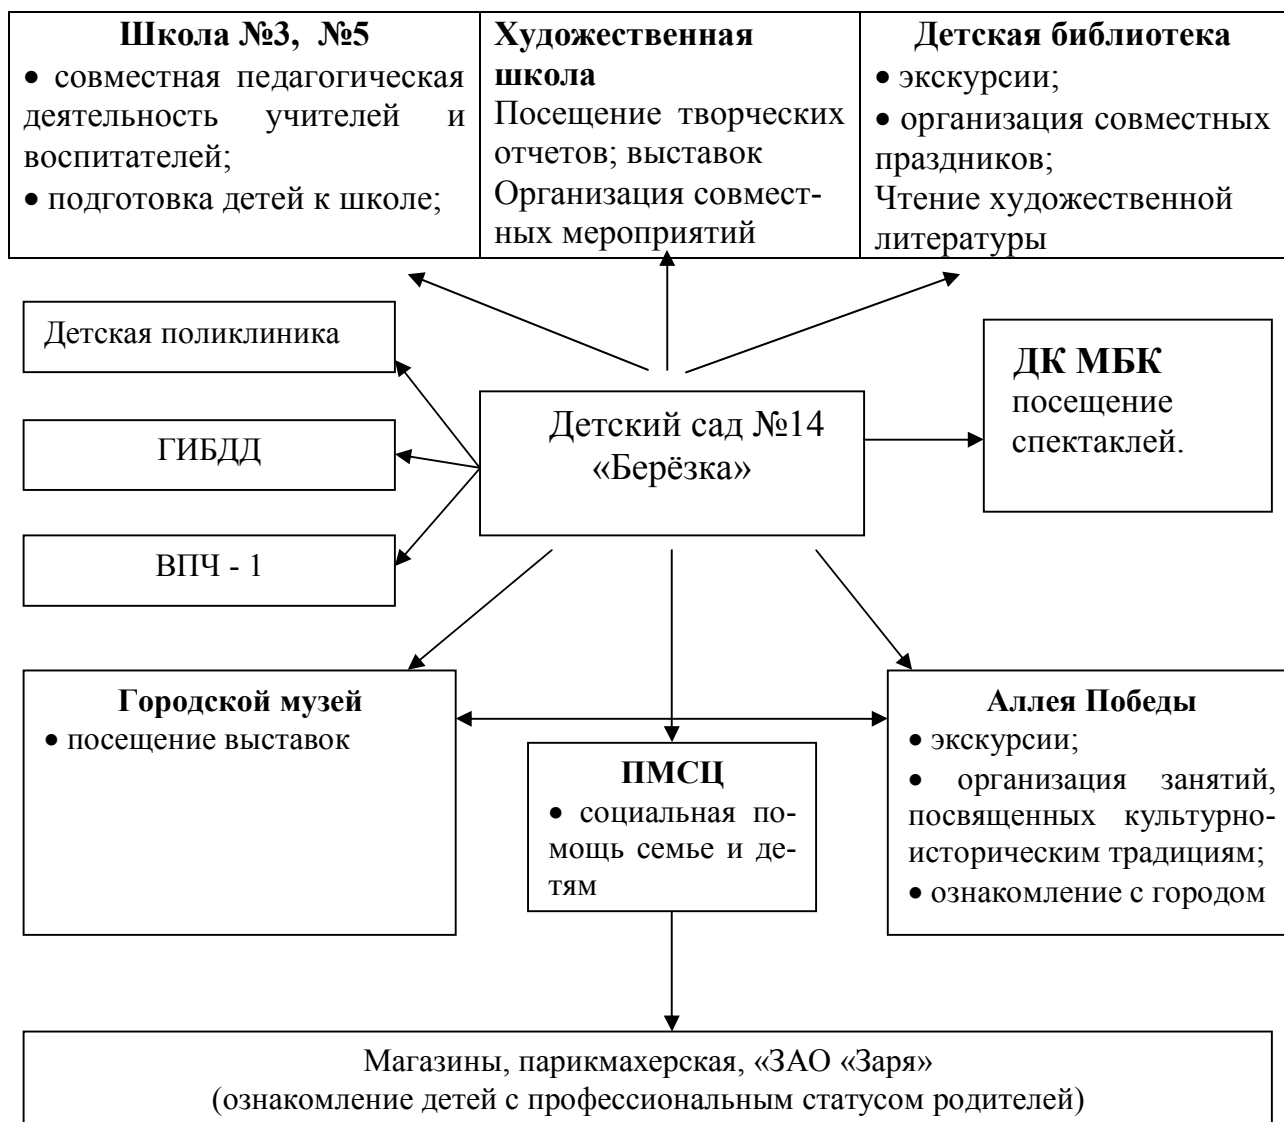 Школа №3, №5
• совместная педагогическая
деятельность учителей и
воспитателей;
• подготовка детей к школе;
Художественная
школа
Посещение творческих
отчетов; выставок
Организация совмест-
ных мероприятий
Детская библиотека
• экскурсии;
• организация совместных
праздников;
Чтение художественной
литературы
Детская поликлиника
ГИБДД
ВПЧ - 1
Детский сад №14
«Берёзка»
ДК МБК
посещение
спектаклей.
Городской музей
• посещение выставок
ПМСЦ
• социальная по-
мощь семье и де-
тям
Аллея Победы
• экскурсии;
• организация занятий,
посвященных культурно-
историческим традициям;
• ознакомление с городом
Магазины, парикмахерская, «ЗАО «Заря»
(ознакомление детей с профессиональным статусом родителей)